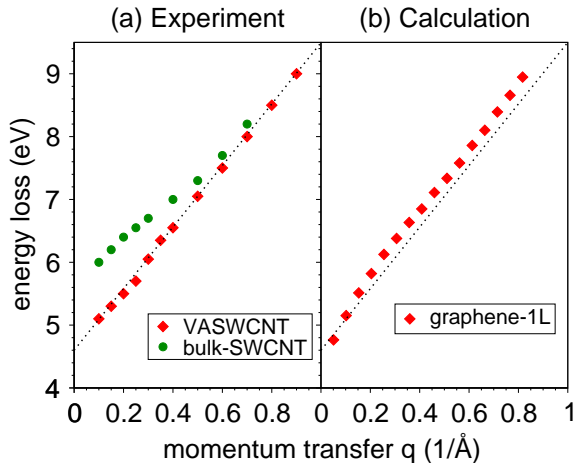 (a) Experiment
(b) Calculation
energy loss (eV)
9
8
7
6
5
4
VASWCNT
bulk-SWCNT
graphene-1L
0 0.2 0.4 0.6 0.8 0 0.2 0.4 0.6 0.8 1
momentum transfer q (1/Å)